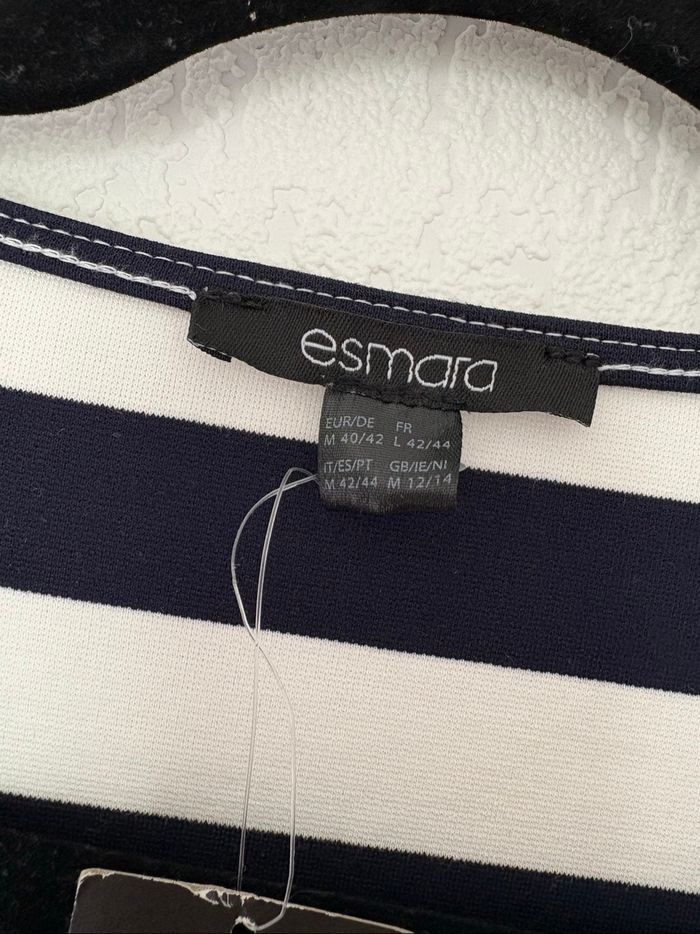 esmara
EUR/DE FR
M 40/42 L 42/44
IT/ES/PT GB/IE/NI
M 42/44 M 12/14